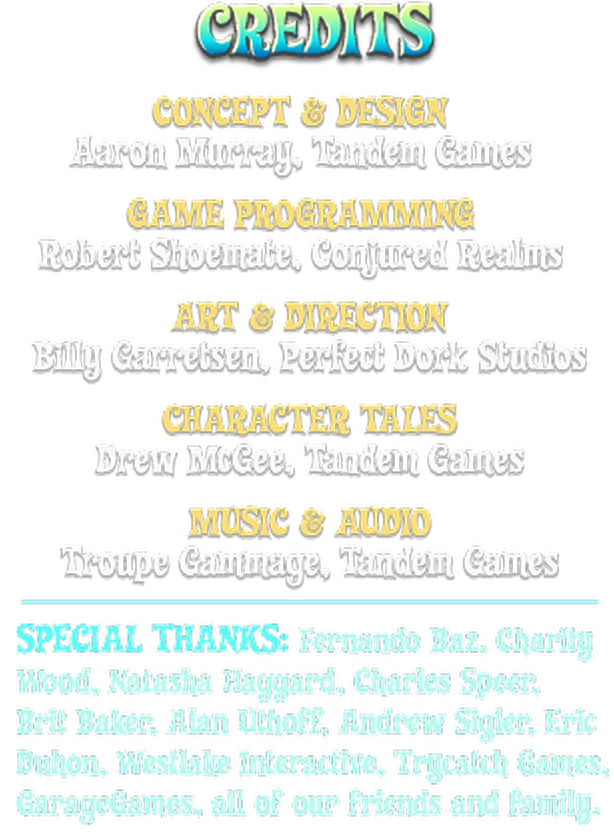 CREDITS
CONCEPT & DESIGN
Aaron Murray, Tandem Games
GAME PROGRAMMING
Robert Shoemate, Conjured Realms
ART & DIRECTION
Billy Garretsen, Perfect Dork Studios
CHARACTER TALES
Drew McGee, Tandem Games
MUSIC & AUDIO
Troupe Gammage, Tandem Games
SPECIAL THANKS: Fernando Baz, Charity
Wood, Natasha Haggard, Charles Speer,
Brit Baker, Alan Uthoff, Andrew Sigler, Eric
Duhon, Westlake Interactive, Trycatch Games,
GarageGames, all of our friends and family.